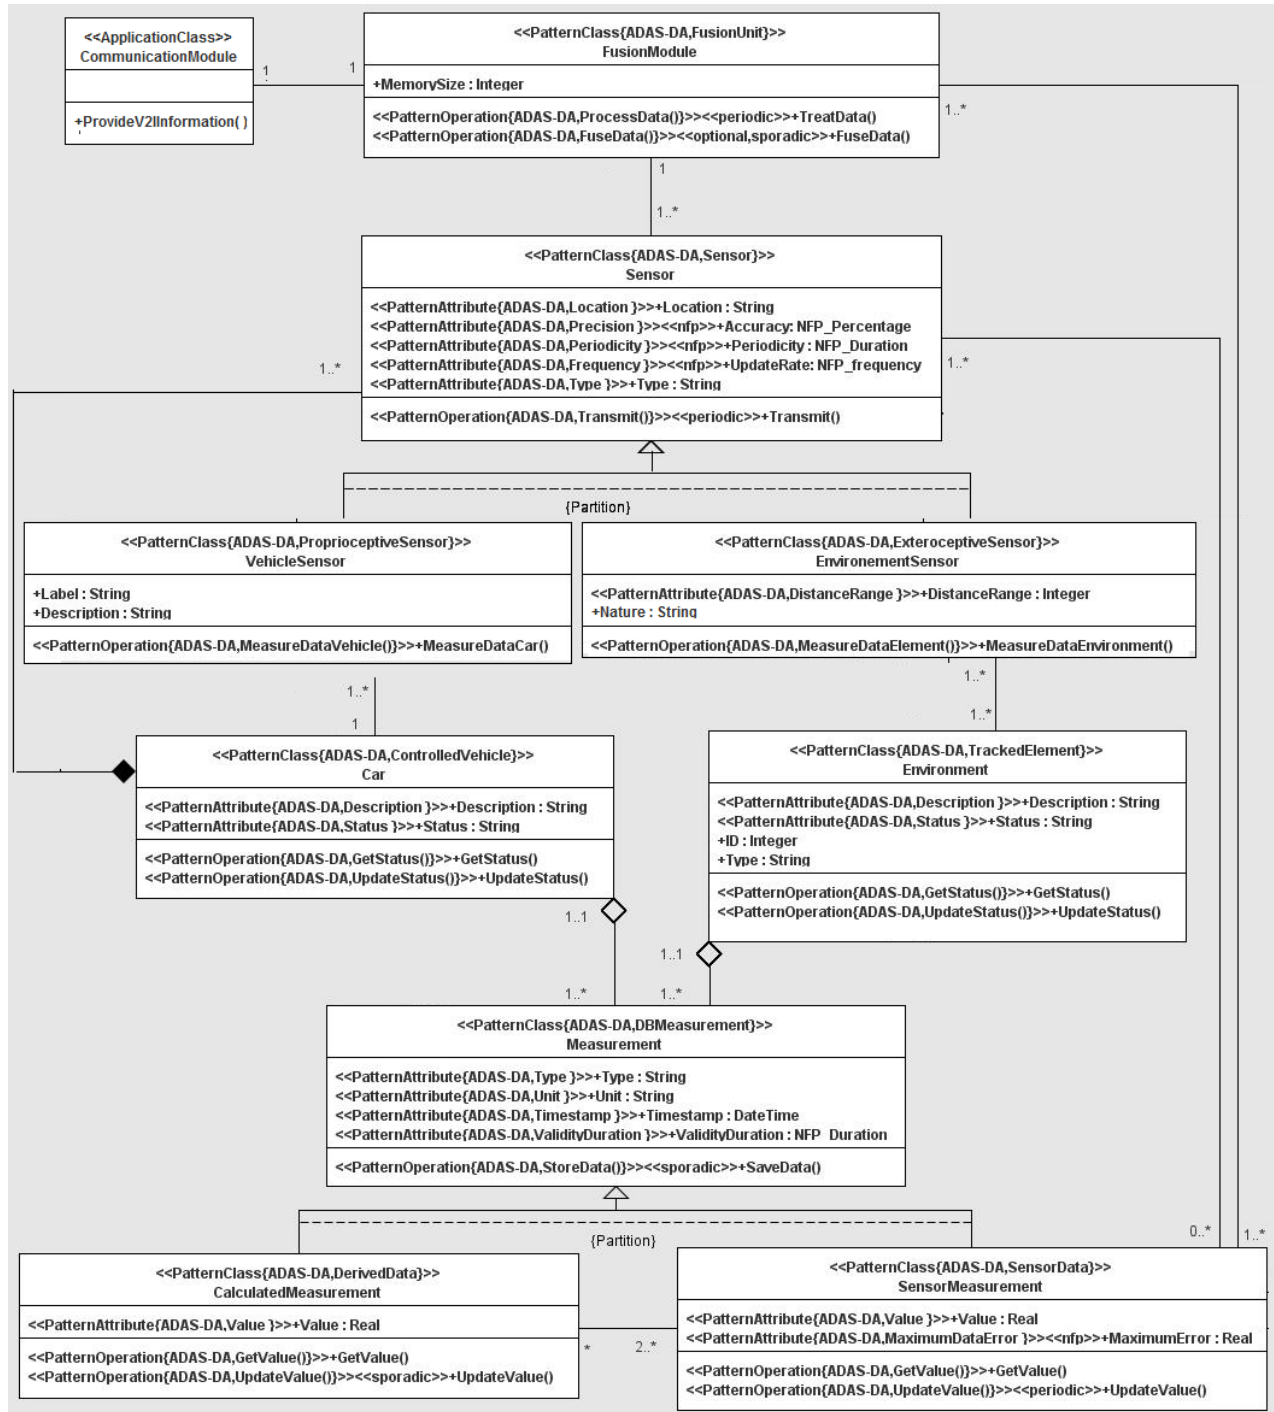 <<ApplicationClass>>
CommunicationModule
+ProvideV2IInformation( )
1
1
<<PatternClass{ADAS-DA,FusionUnit}>>
FusionModule
+MemorySize : Integer
<<PatternOperation{ADAS-DA,ProcessData()}>><<periodic>>+TreatData()
<<PatternOperation{ADAS-DA,FuseData()}>><<optional,sporadic>>+FuseData()
1..*
1
1..*
<<PatternClass{ADAS-DA,Sensor}>>
Sensor
<<PatternAttribute{ADAS-DA,Location }>>+Location : String
<<PatternAttribute{ADAS-DA,Precision }>><<nfp>>+Accuracy: NFP_Percentage
<<PatternAttribute{ADAS-DA,Periodicity }>><<nfp>>+Periodicity : NFP_Duration
<<PatternAttribute{ADAS-DA,Frequency }>><<nfp>>+UpdateRate: NFP_frequency
<<PatternAttribute{ADAS-DA,Type }>>+Type : String
<<PatternOperation{ADAS-DA,Transmit()}>><<periodic>>+Transmit()
1..*
1..*
{Partition}
<<PatternClass{ADAS-DA,ProprioceptiveSensor}>>
VehicleSensor
+Label : String
+Description : String
<<PatternOperation{ADAS-DA,MeasureDataVehicle()}>>+MeasureDataCar()
<<PatternClass{ADAS-DA,ExteroceptiveSensor}>>
EnvironementSensor
<<PatternAttribute{ADAS-DA,DistanceRange }>>+DistanceRange : Integer
+Nature : String
<<PatternOperation{ADAS-DA,MeasureDataElement()}>>+MeasureDataEnvironment()
1..*
1
1..*
1..*
<<PatternClass{ADAS-DA,ControlledVehicle}>>
Car
<<PatternAttribute{ADAS-DA,Description }>>+Description : String
<<PatternAttribute{ADAS-DA,Status }>>+Status : String
<<PatternOperation{ADAS-DA,GetStatus()}>>+GetStatus()
<<PatternOperation{ADAS-DA,UpdateStatus()}>>+UpdateStatus()
<<PatternClass{ADAS-DA,TrackedElement}>>
Environment
<<PatternAttribute{ADAS-DA,Description }>>+Description : String
<<PatternAttribute{ADAS-DA,Status }>>+Status : String
+ID : Integer
+Type : String
<<PatternOperation{ADAS-DA,GetStatus()}>>+GetStatus()
<<PatternOperation{ADAS-DA,UpdateStatus()}>>+UpdateStatus()
1..1
1..1
1..*
1..*
<<PatternClass{ADAS-DA,DBMeasurement}>>
Measurement
<<PatternAttribute{ADAS-DA,Type }>>+Type : String
<<PatternAttribute{ADAS-DA,Unit }>>+Unit : String
<<PatternAttribute{ADAS-DA,Timestamp }>>+Timestamp : DateTime
<<PatternAttribute{ADAS-DA,ValidityDuration }>>+ValidityDuration : NFP_Duration
<<PatternOperation{ADAS-DA,StoreData()}>><<sporadic>>+SaveData()
{Partition}
0..*
1..*
<<PatternClass{ADAS-DA,DerivedData}>>
CalculatedMeasurement
<<PatternAttribute{ADAS-DA,Value }>>+Value : Real
<<PatternOperation{ADAS-DA,GetValue()}>>+GetValue()
<<PatternOperation{ADAS-DA,UpdateValue()}>><<sporadic>>+UpdateValue()
*
2..*
<<PatternClass{ADAS-DA,SensorData}>>
SensorMeasurement
<<PatternAttribute{ADAS-DA,Value }>>+Value : Real
<<PatternAttribute{ADAS-DA,MaximumDataError }>><<nfp>>+MaximumError : Real
<<PatternOperation{ADAS-DA,GetValue()}>>+GetValue()
<<PatternOperation{ADAS-DA,UpdateValue()}>><<periodic>>+UpdateValue()